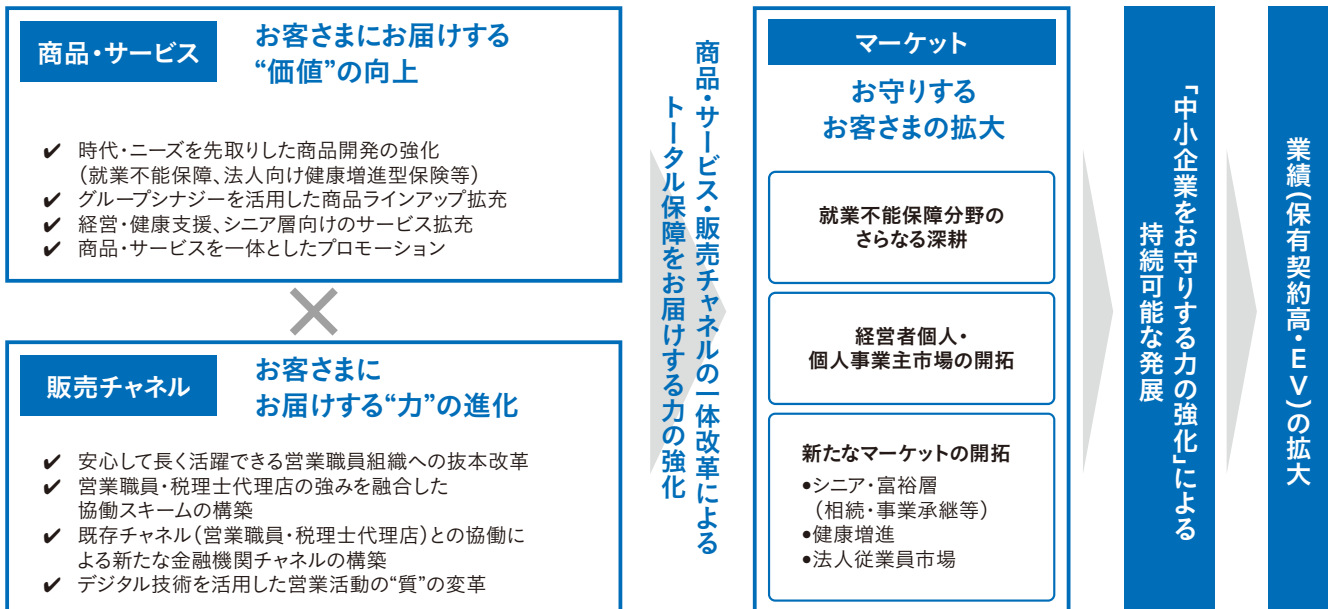 商品・サービス
お客さまにお届けする
“価値”の向上
✔ 時代・ニーズを先取りした商品開発の強化
（就業不能保障、法人向け健康増進型保険等）
✔ グループシナジーを活用した商品ラインアップ拡充
✔ 経営・健康支援、シニア層向けのサービス拡充
✔ 商品・サービスを一体としたプロモーション
×
販売チャネル
お客さまに
お届けする“力”の進化
✔ 安心して長く活躍できる営業職員組織への抜本改革
✔ 営業職員・税理士代理店の強みを融合した
協働スキームの構築
✔ 既存チャネル（営業職員・税理士代理店）との協働に
よる新たな金融機関チャネルの構築
✔ デジタル技術を活用した営業活動の“質”の変革
商品・サービス・販売チャネルの一体改革による
トータル保障をお届けする力の強化
マーケット
お守りする
お客さまの拡大
就業不能保障分野の
さらなる深耕
経営者個人・
個人事業主市場の開拓
新たなマーケットの開拓
●シニア・富裕層
（相続・事業承継等）
●健康増進
●法人従業員市場
「中小企業をお守りする力の強化」による
持続可能な発展
業績（保有契約高・EV）の拡大